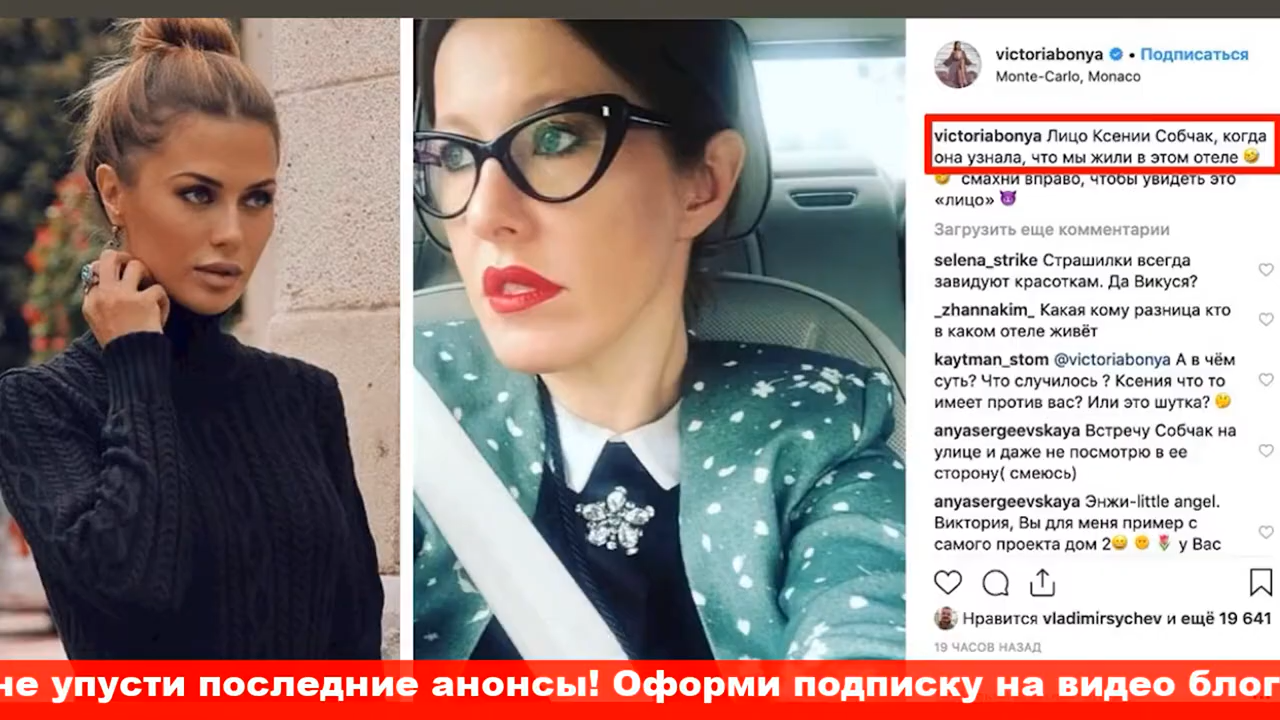 victoriabonya • Подписаться
Monte-Carlo, Monaco
victoriabonya Лицо Ксении Собчак, когда
она узнала, что мы жили в этом отеле 🤣
🤣 смахни вправо, чтобы увидеть это
«лицо» 😈
Загрузить еще комментарии
selena_strike Страшилки всегда
завидуют красоткам. Да Викуся?
_zhannakim_ Какая кому разница кто
в каком отеле живёт
kaytman_stom @victoriabonya А в чём
суть? Что случилось ? Ксения что то
имеет против вас? Или это шутка? 🤔
anyasergeevskaya Встречу Собчак на
улице и даже не посмотрю в ее
сторону( смеюсь)
anyasergeevskaya Энжи-little angel.
Виктория, Вы для меня пример с
самого проекта дом 2😄 🌞 🌷 у Вас
Нравится vladimirsychev и ещё 19 641
19 ЧАСОВ НАЗАД
не упусти последние анонсы! Оформи подписку на видео блог